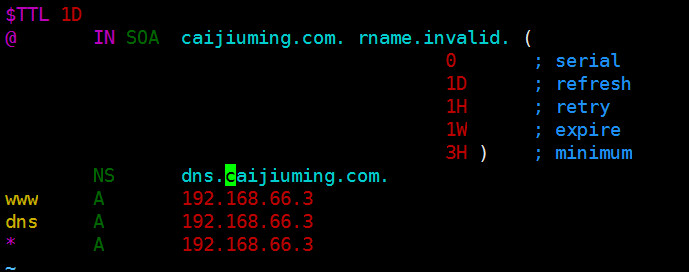 $TTL 1D
@ IN SOA caijiuming.com. rname.invalid. (
0 ; serial
1D ; refresh
1H ; retry
1W ; expire
3H ) ; minimum
NS dns.caijiuming.com.
www A 192.168.66.3
dns A 192.168.66.3
* A 192.168.66.3
~